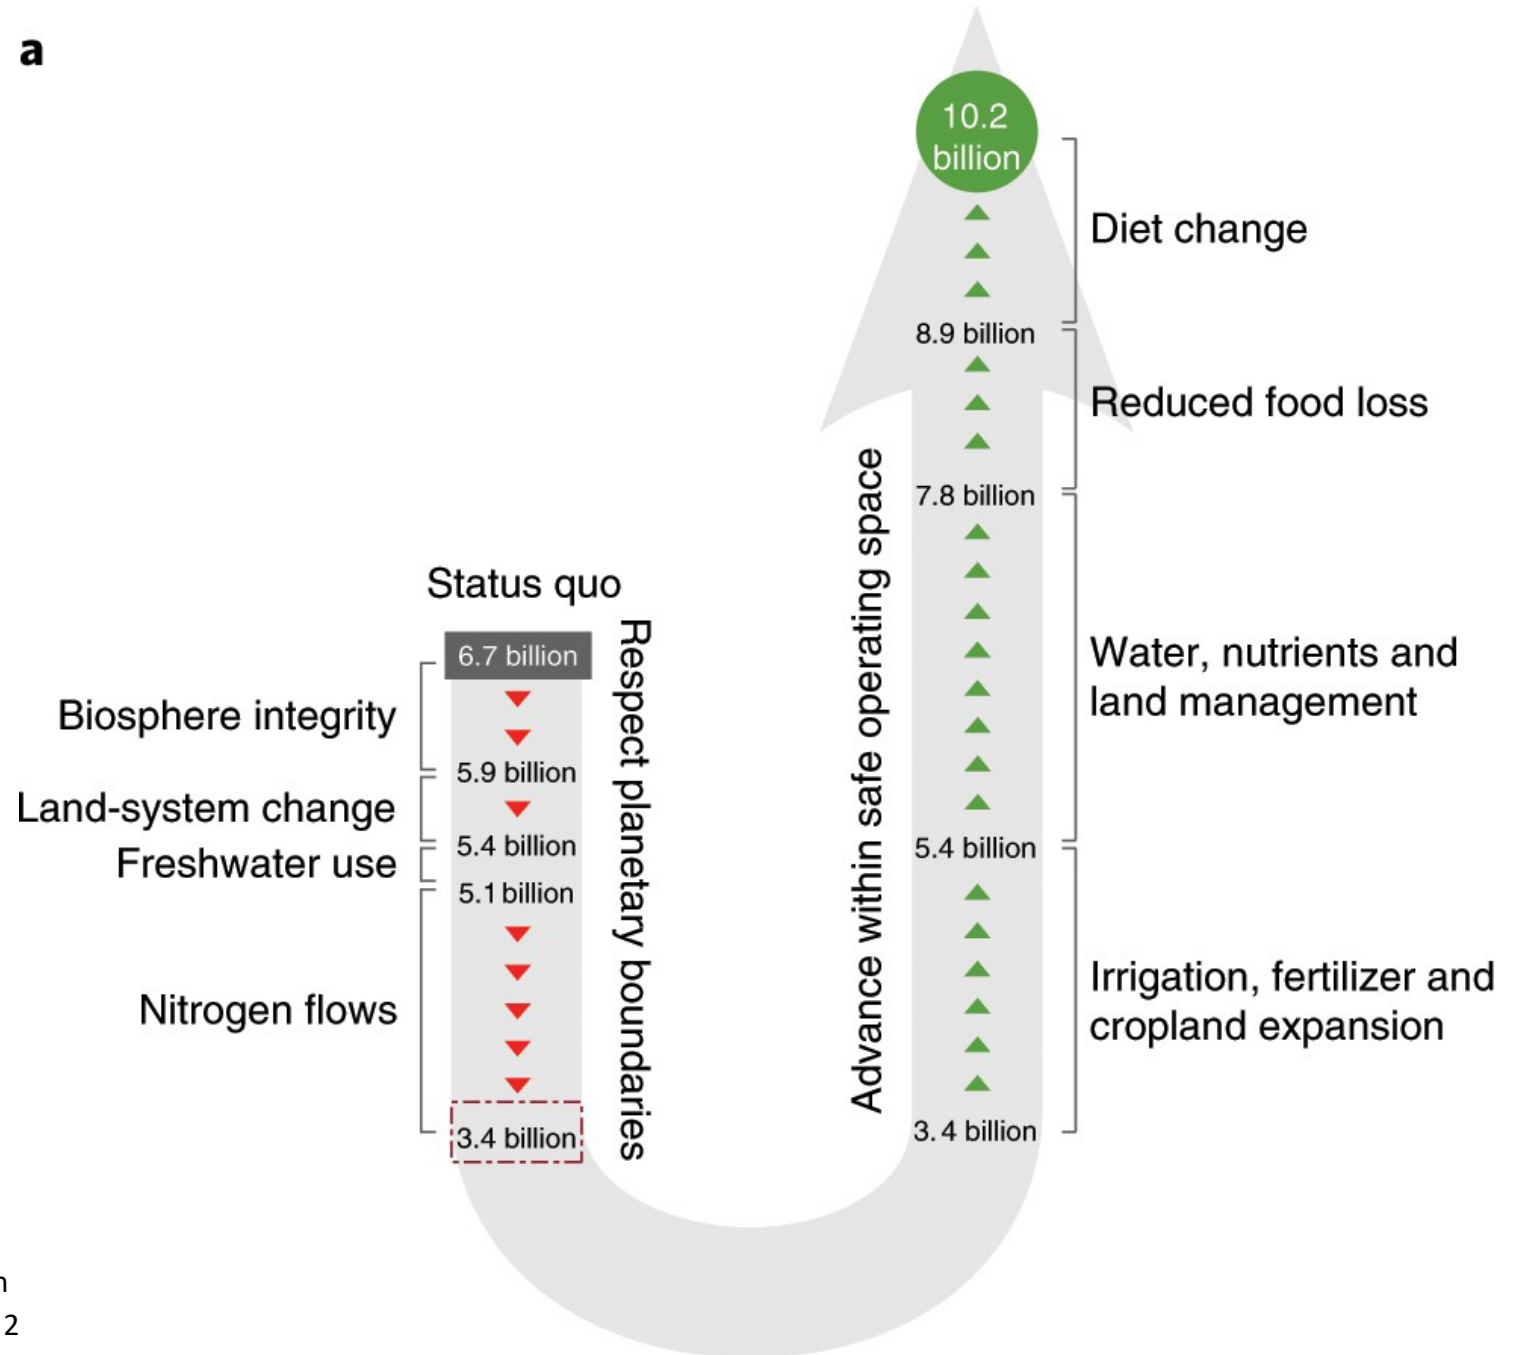 a
Status quo
6.7 billion
Biosphere integrity
5.9 billion
Land-system change
5.4 billion
Freshwater use
5.1 billion
Nitrogen flows
3.4 billion
Respect planetary boundaries
Advance within safe operating space
10.2
billion
Diet change
8.9 billion
Reduced food loss
7.8 billion
Water, nutrients and
land management
5.4 billion
Irrigation, fertilizer and
cropland expansion
3.4 billion
n
2